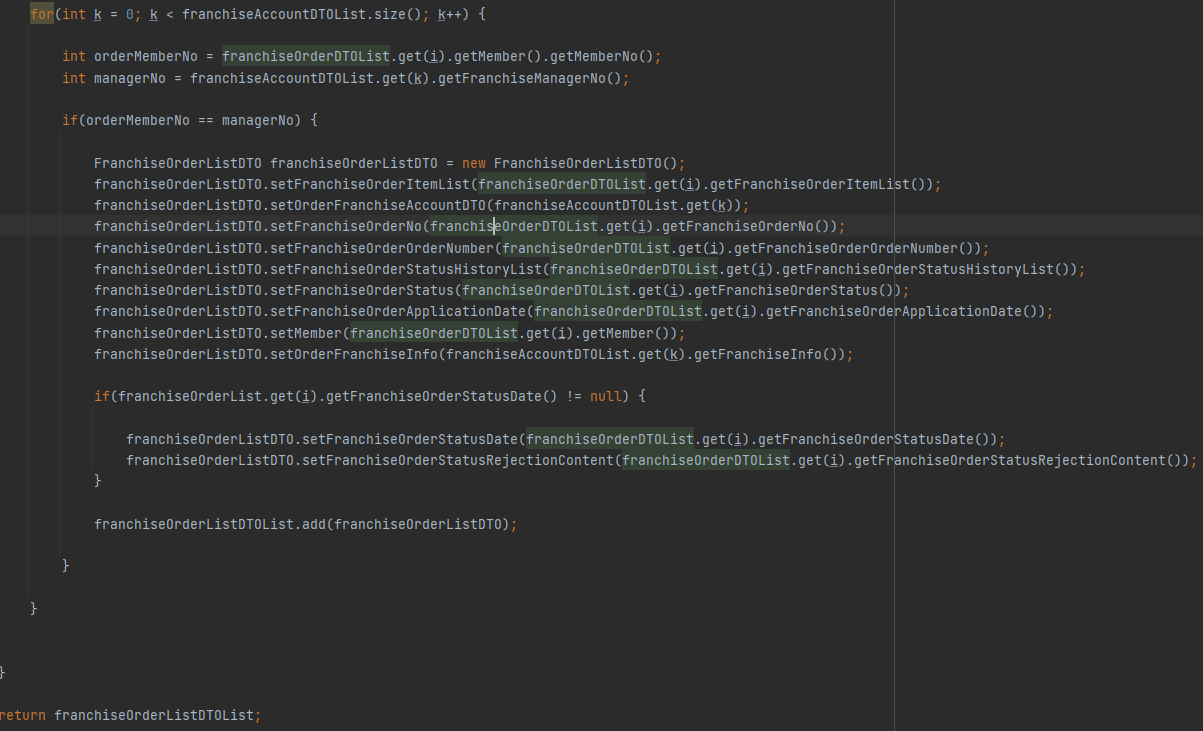 for(int k = 0; k < franchiseAccountDTOList.size(); k++) {
int orderMemberNo = franchiseOrderDTOList.get(i).getMember().getMemberNo();
int managerNo = franchiseAccountDTOList.get(k).getFranchiseManagerNo();
if(orderMemberNo == managerNo) {
FranchiseOrderListDTO franchiseOrderListDTO = new FranchiseOrderListDTO();
franchiseOrderListDTO.setFranchiseOrderItemList(franchiseOrderDTOList.get(i).getFranchiseOrderItemList());
franchiseOrderListDTO.setOrderFranchiseAccountDTO(franchiseAccountDTOList.get(k));
franchiseOrderListDTO.setFranchiseOrderNo(franchiseOrderDTOList.get(i).getFranchiseOrderNo());
franchiseOrderListDTO.setFranchiseOrderOrderNumber(franchiseOrderDTOList.get(i).getFranchiseOrderOrderNumber());
franchiseOrderListDTO.setFranchiseOrderStatusHistoryList(franchiseOrderDTOList.get(i).getFranchiseOrderStatusHistoryList());
franchiseOrderListDTO.setFranchiseOrderStatus(franchiseOrderDTOList.get(i).getFranchiseOrderStatus());
franchiseOrderListDTO.setFranchiseOrderApplicationDate(franchiseOrderDTOList.get(i).getFranchiseOrderApplicationDate());
franchiseOrderListDTO.setMember(franchiseOrderDTOList.get(i).getMember());
franchiseOrderListDTO.setOrderFranchiseInfo(franchiseAccountDTOList.get(k).getFranchiseInfo());
if(franchiseOrderList.get(i).getFranchiseOrderStatusDate() != null) {
franchiseOrderListDTO.setFranchiseOrderStatusDate(franchiseOrderDTOList.get(i).getFranchiseOrderStatusDate());
franchiseOrderListDTO.setFranchiseOrderStatusRejectionContent(franchiseOrderDTOList.get(i).getFranchiseOrderStatusRejectionContent());
}
franchiseOrderListDTOList.add(franchiseOrderListDTO);
}
}
}
return franchiseOrderListDTOList;